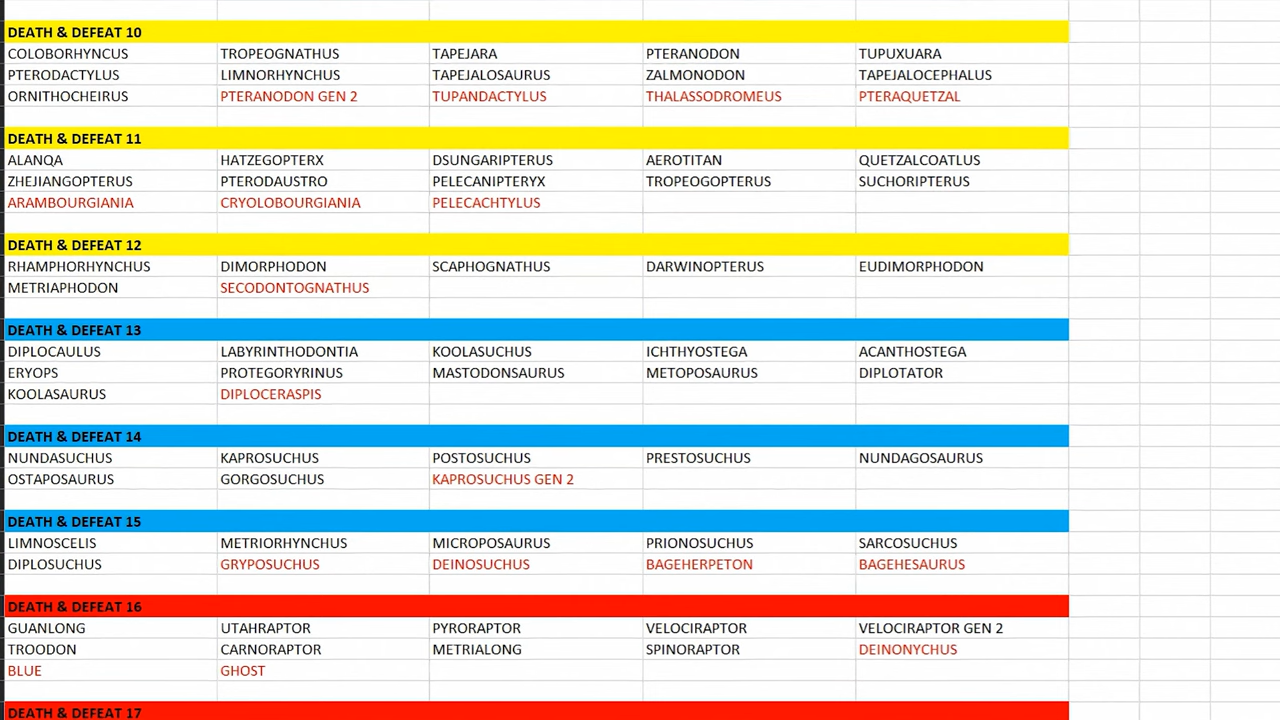 DEATH & DEFEAT 10
COLOBORHYNCUS TROPEOGNATHUS TAPEJARA PTERANODON TUPUXUARA
PTERODACTYLUS LIMNORHYNCHUS TAPEJALOSAURUS ZALMONODON TAPEJALOCEPHALUS
ORNITHOCHEIRUS PTERANODON GEN 2 TUPANDACTYLUS THALASSODROMEUS PTERAQUETZAL
DEATH & DEFEAT 11
ALANQA HATZEGOPTERX DSUNGARIPTERUS AEROTITAN QUETZALCOATLUS
ZHEJIANGOPTERUS PTERODAUSTRO PELECANIPTERYX TROPEOGOPTERUS SUCHORIPTERUS
ARAMBOURGIANIA CRYOLOBOURGIANIA PELECACHTYLUS
DEATH & DEFEAT 12
RHAMPHORHYNCHUS DIMORPHODON SCAPHOGNATHUS DARWINOPTERUS EUDIMORPHODON
METRIAPHODON SECODONTOGNATHUS
DEATH & DEFEAT 13
DIPLOCAULUS LABYRINTHODONTIA KOOLASUCHUS ICHTHYOSTEGA ACANTHOSTEGA
ERYOPS PROTEGORYRINUS MASTODONSAURUS METOPOSAURUS DIPLOTATOR
KOOLASAURUS DIPLOCERASPIS
DEATH & DEFEAT 14
NUNDASUCHUS KAPROSUCHUS POSTOSUCHUS PRESTOSUCHUS NUNDAGOSAURUS
OSTAPOSAURUS GORGOSUCHUS KAPROSUCHUS GEN 2
DEATH & DEFEAT 15
LIMNOSCELIS METRIORHYNCHUS MICROPOSAURUS PRIONOSUCHUS SARCOSUCHUS
DIPLOSUCHUS GRYPOSUCHUS DEINOSUCHUS BAGEHERPETON BAGEHESAURUS
DEATH & DEFEAT 16
GUANLONG UTAHRAPTOR PYRORAPTOR VELOCIRAPTOR VELOCIRAPTOR GEN 2
TROODON CARNORAPTOR METRIALONG SPINORAPTOR DEINONYCHUS
BLUE GHOST
DEATH & DEFEAT 17